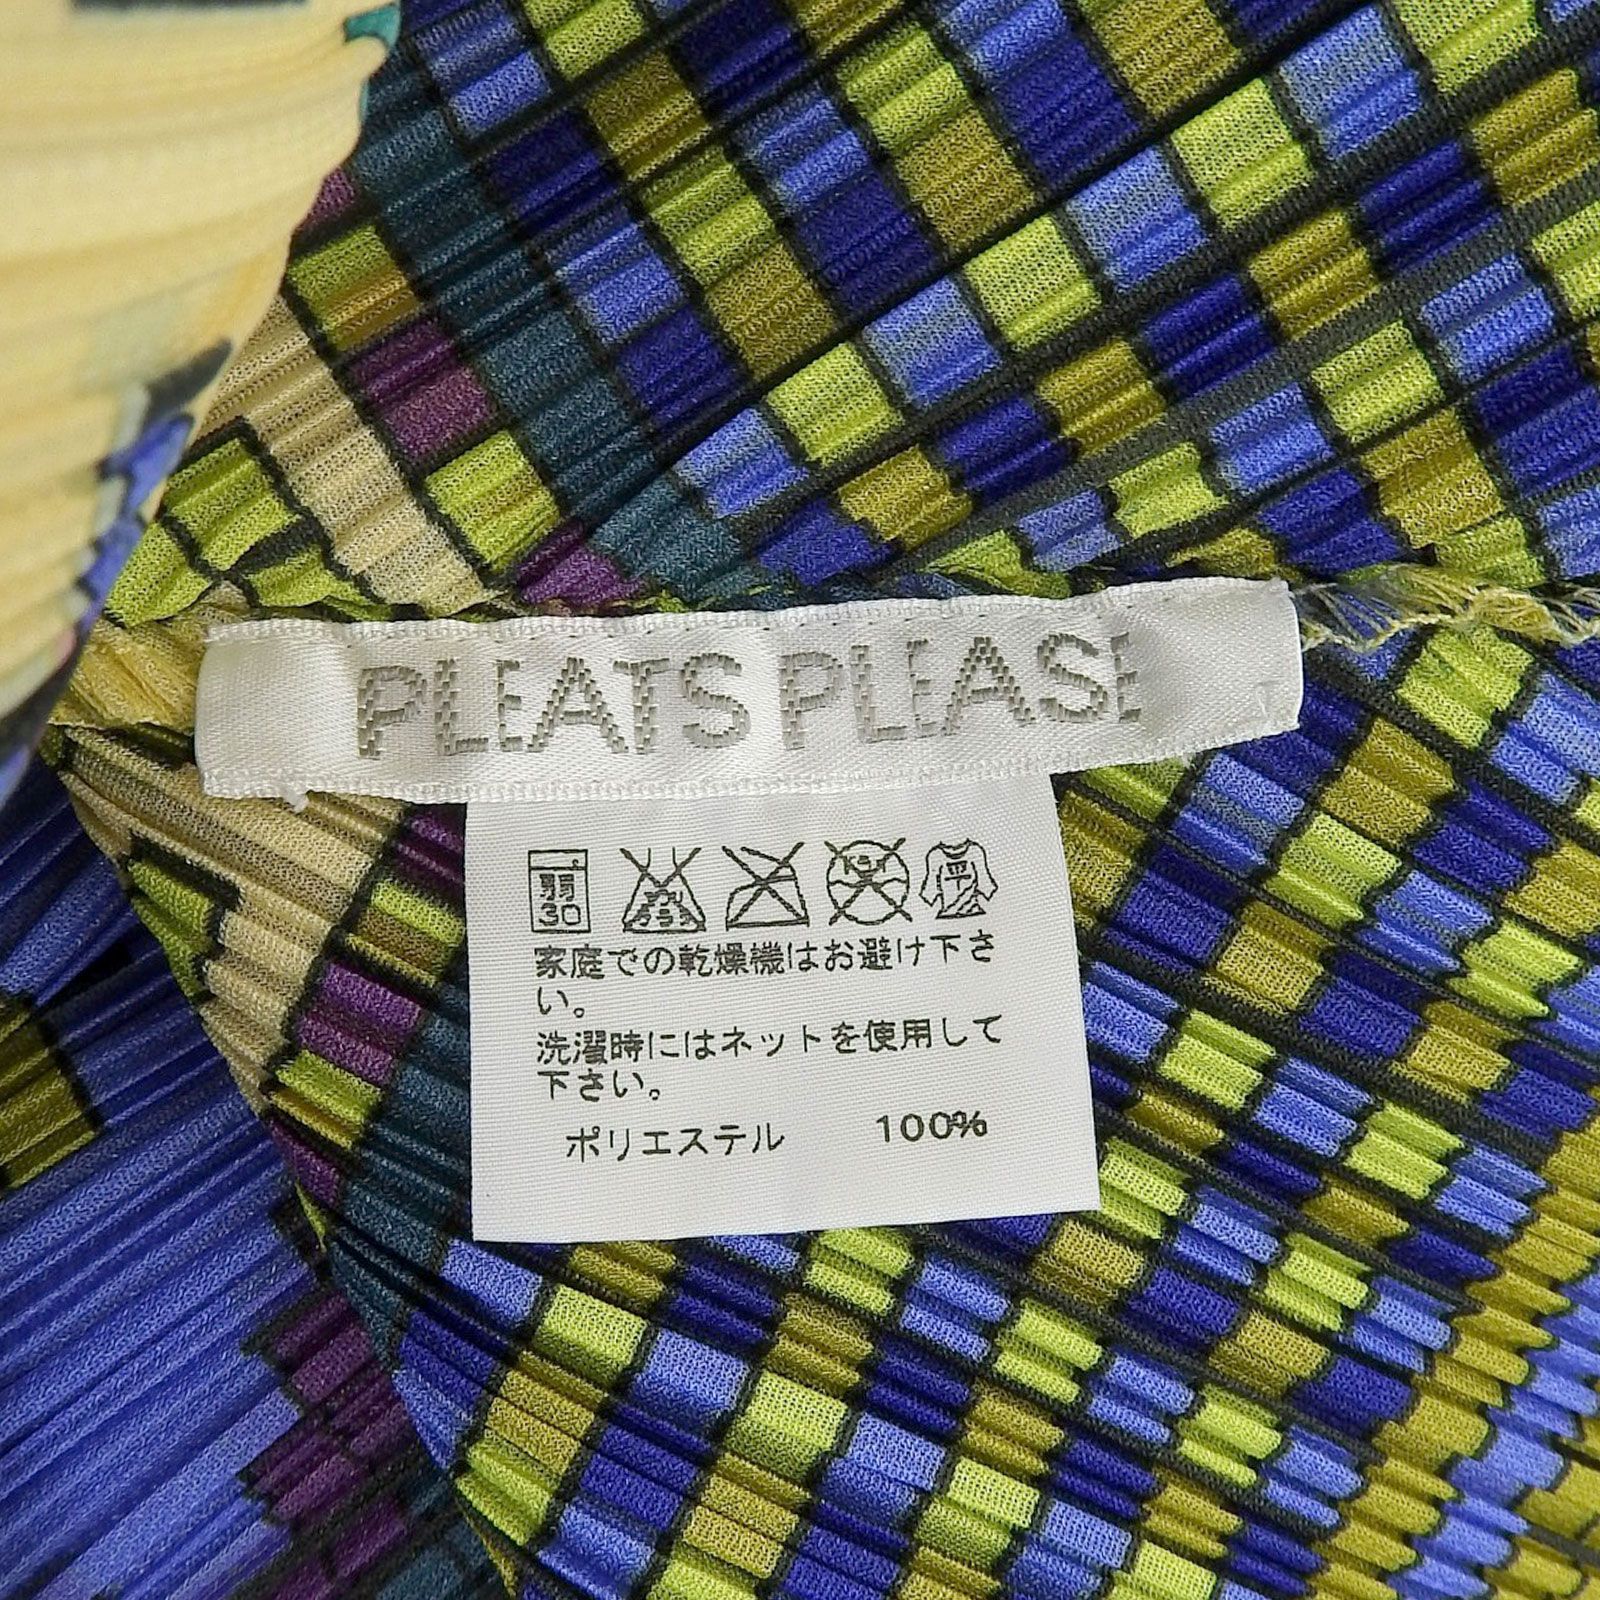 PLEATS PLEASE
弱
30
平
家庭での乾燥機はお避け下さ
い。
洗濯時にはネットを使用して
下さい。
ポリエステル 100%